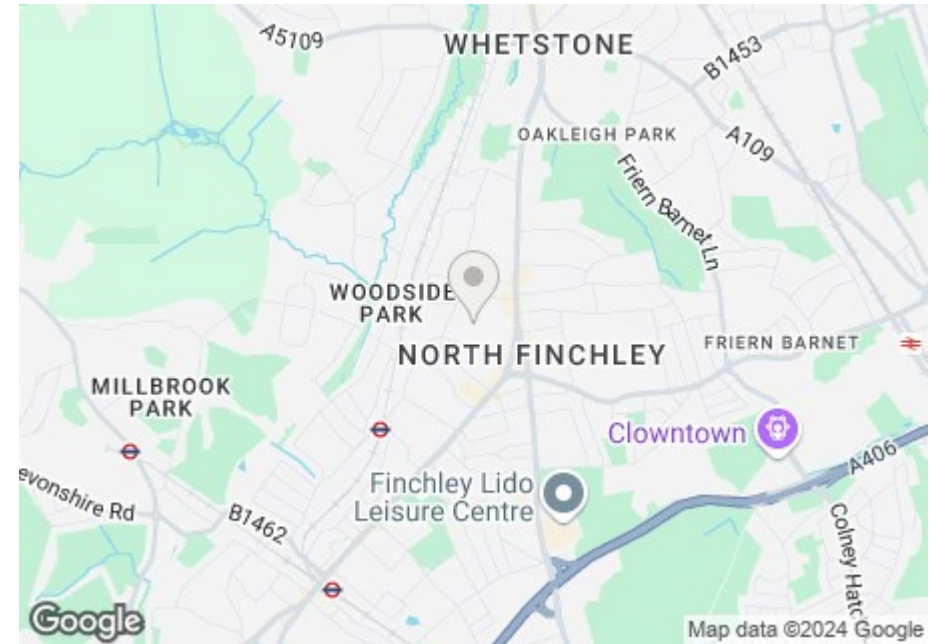 A5109
WHETSTONE
B1453
OAKLEIGH PARK
A109
Friern Barnet Ln
WOODSIDE
PARK
NORTH FINCHLEY
FRIERN BARNET
MILLBROOK
PARK
Clowntown
A406
evonshire Rd
Finchley Lido
Leisure Centre
B1462
Colney Hatc
Google
Map data ©2024 Google